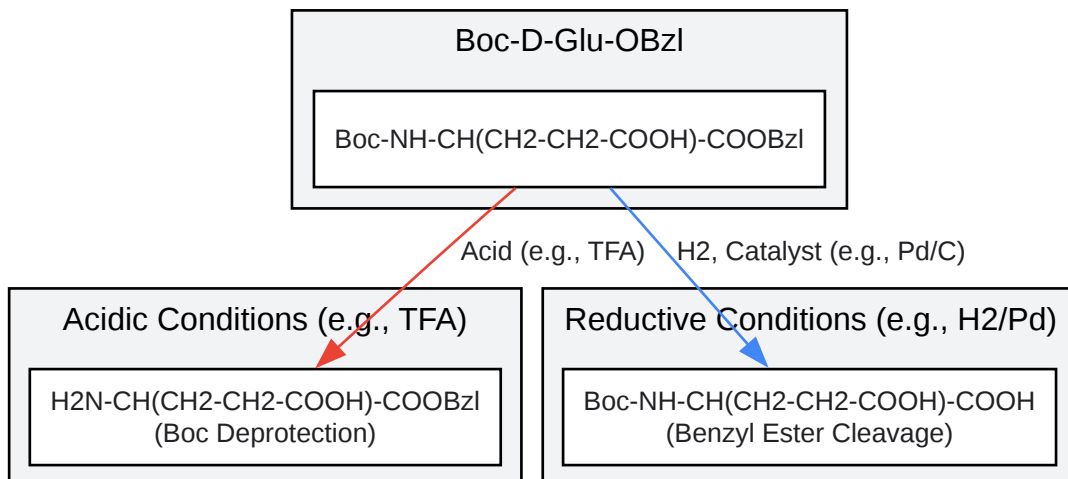 Boc-D-Glu-OBzl
Boc-NH-CH(CH2-CH2-COOH)-COOBzl
Acid (e.g., TFA)
H2, Catalyst (e.g., Pd/C)
Acidic Conditions (e.g., TFA)
Reductive Conditions (e.g., H2/Pd)
H2N-CH(CH2-CH2-COOH)-COOBzl
(Boc Deprotection)
Boc-NH-CH(CH2-CH2-COOH)-COOH
(Benzyl Ester Cleavage)